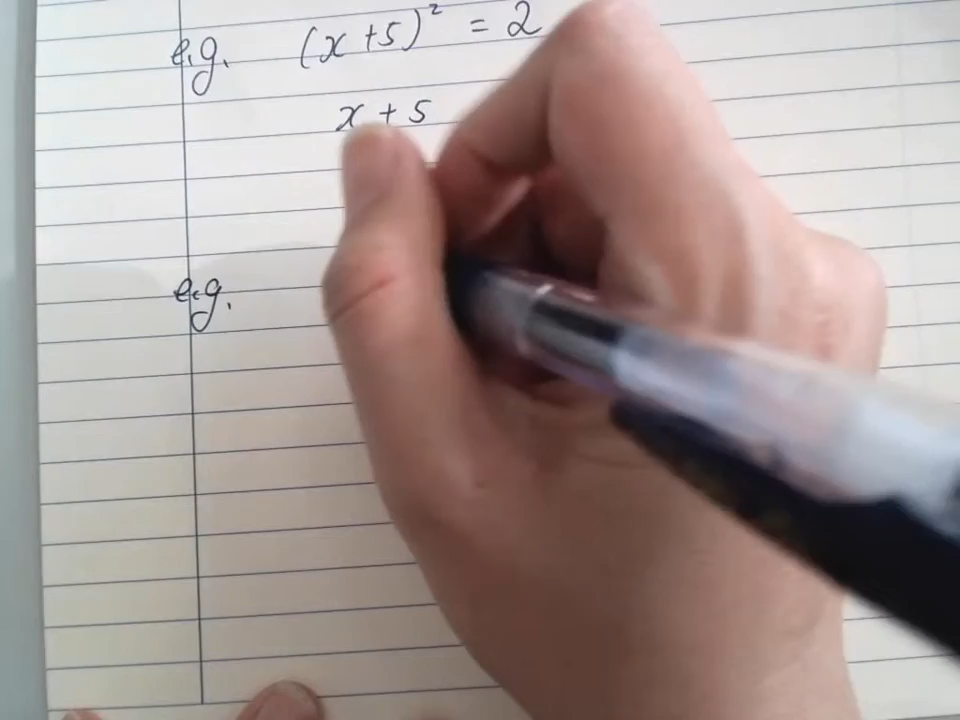 e.g. (x+5)² = 2
x + 5
e.g.